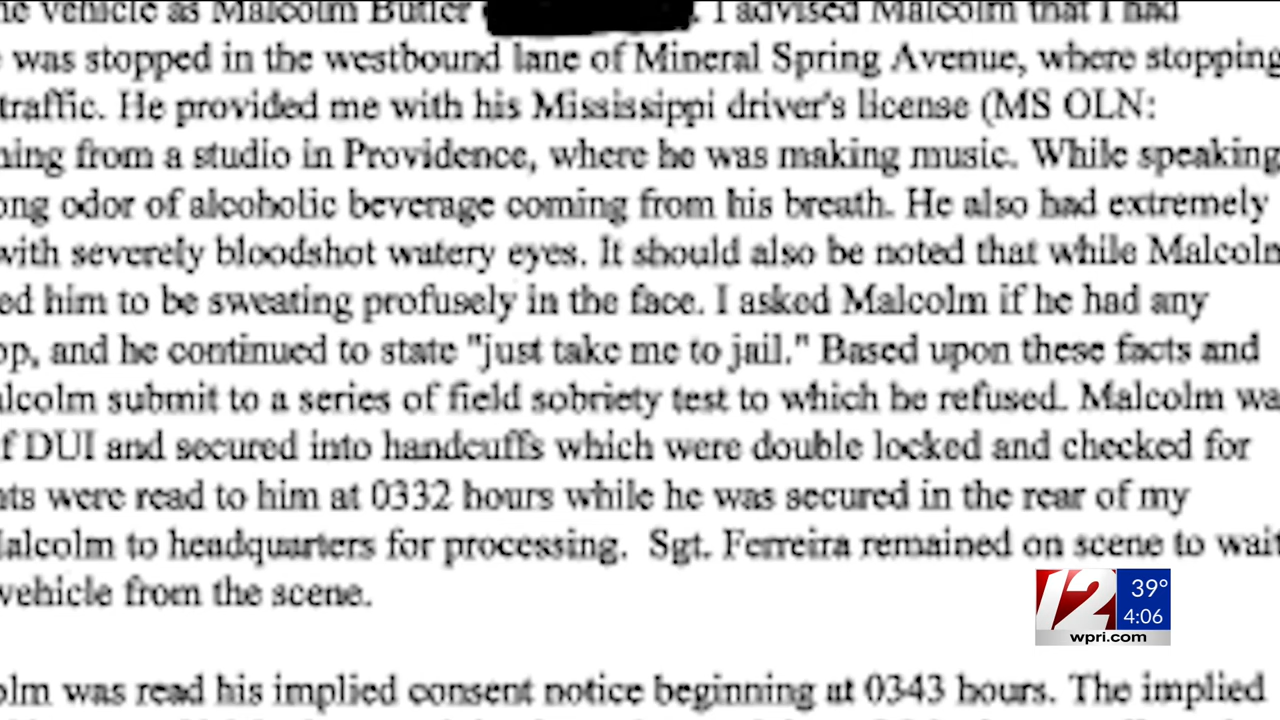 he vehicle as Malcolm Butler . I advised Malcolm that I had
was stopped in the westbound lane of Mineral Spring Avenue, where stopping
traffic. He provided me with his Mississippi driver's license (MS OLN:
ning from a studio in Providence, where he was making music. While speaking
ong odor of alcoholic beverage coming from his breath. He also had extremely
with severely bloodshot watery eyes. It should also be noted that while Malcolm
ed him to be sweating profusely in the face. I asked Malcolm if he had any
op, and he continued to state "just take me to jail." Based upon these facts and
alcolm submit to a series of field sobriety test to which he refused. Malcolm wa
f DUI and secured into handcuffs which were double locked and checked for
nts were read to him at 0332 hours while he was secured in the rear of my
Malcolm to headquarters for processing. Sgt. Ferreira remained on scene to wait
vehicle from the scene.
12 39°
4:06
wpri.com
olm was read his implied consent notice beginning at 0343 hours. The implied